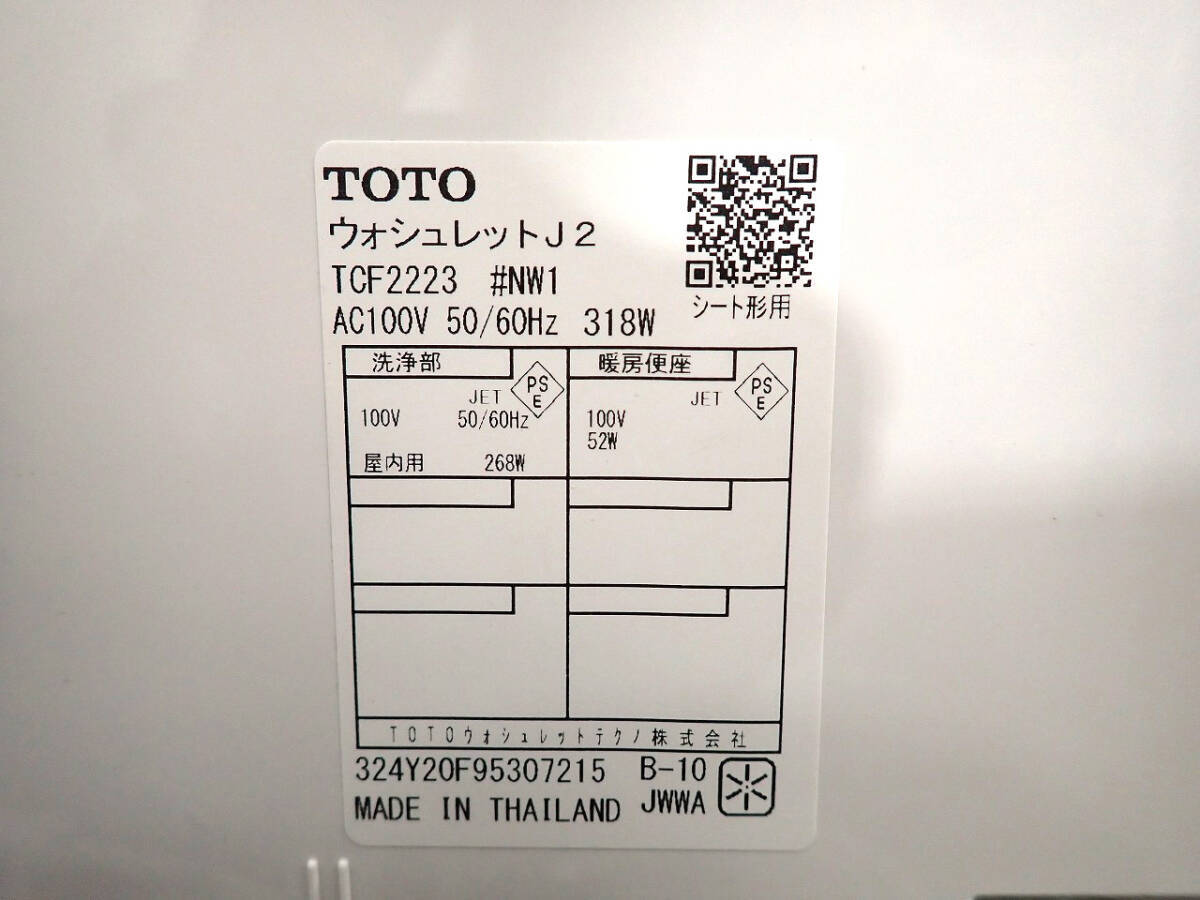 TOTO
ウォシュレットJ2
TCF2223 #NW1
AC100V 50/60Hz 318W
シート形用
洗浄部
PS
E
JET
100V 50/60Hz
屋内用 268W
暖房便座
PS
E
JET
100V
52W
TOTOウォシュレットテクノ株式会社
324Y20F95307215 B-10
MADE IN THAILAND JWWA